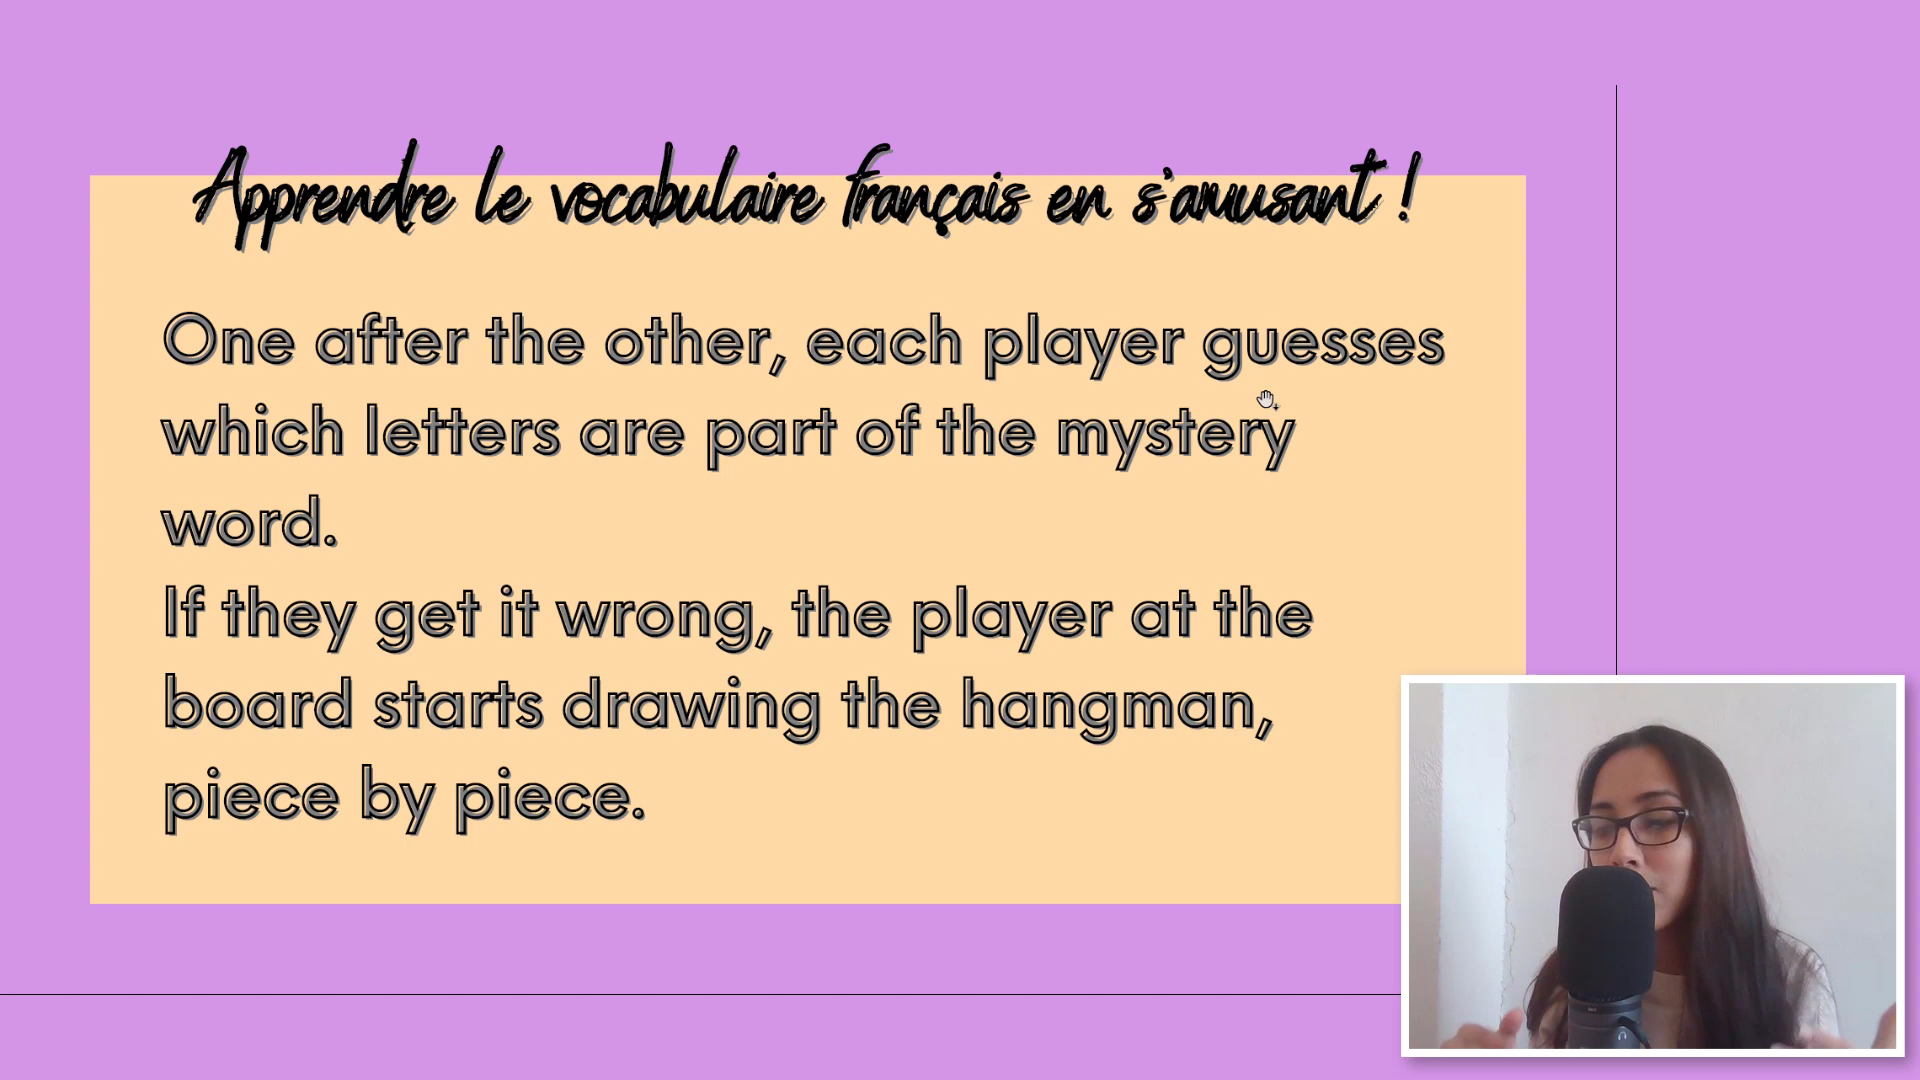 Apprendre le vocabulaire français en s'amusant !
One after the other, each player guesses
which letters are part of the mystery
word.
If they get it wrong, the player at the
board starts drawing the hangman,
piece by piece.